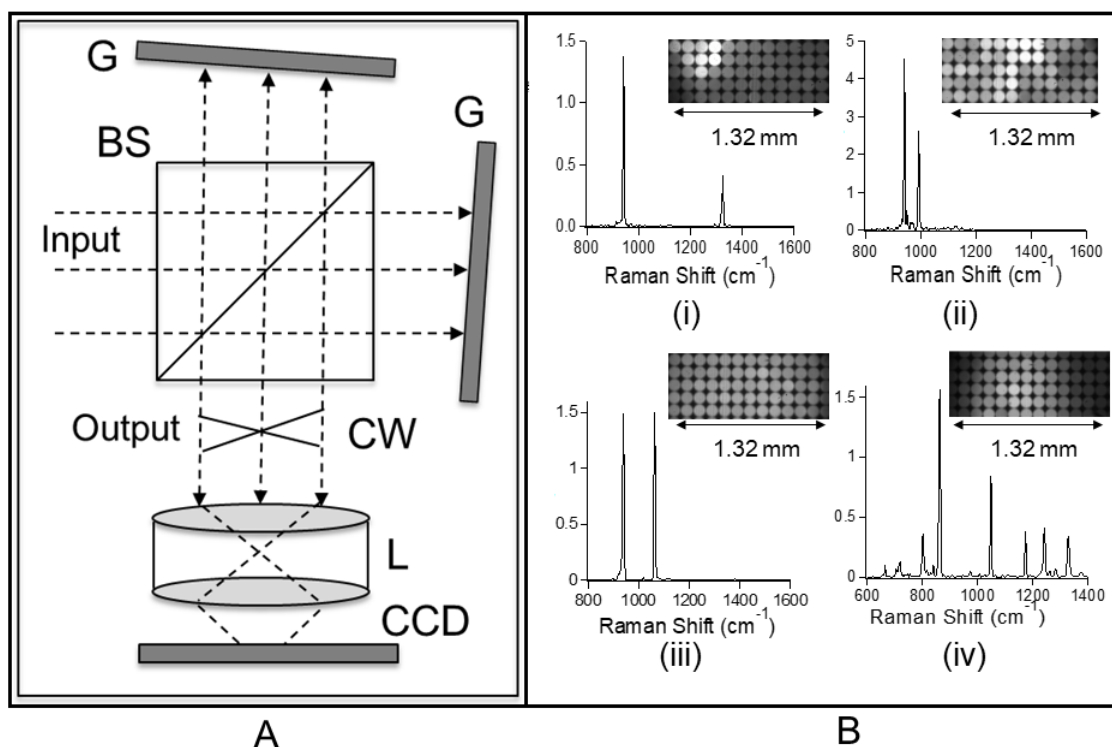 G
G
BS
Input
Output
CW
L
CCD
A
1.5
1.0
0.5
0.0
800 1000 1200 1400 1600
Raman Shift (cm-1)
1.32 mm
(i)
5
4
3
2
1
0
800 1000 1200 1400 1600
Raman Shift (cm-1)
1.32 mm
(ii)
1.5
1
0.5
0
800 1000 1200 1400 1600
Raman Shift (cm-1)
1.32 mm
(iii)
2
1.5
1
0.5
0
600 800 1000 1200 1400
Raman Shift (cm-1)
1.32 mm
(iv)
B